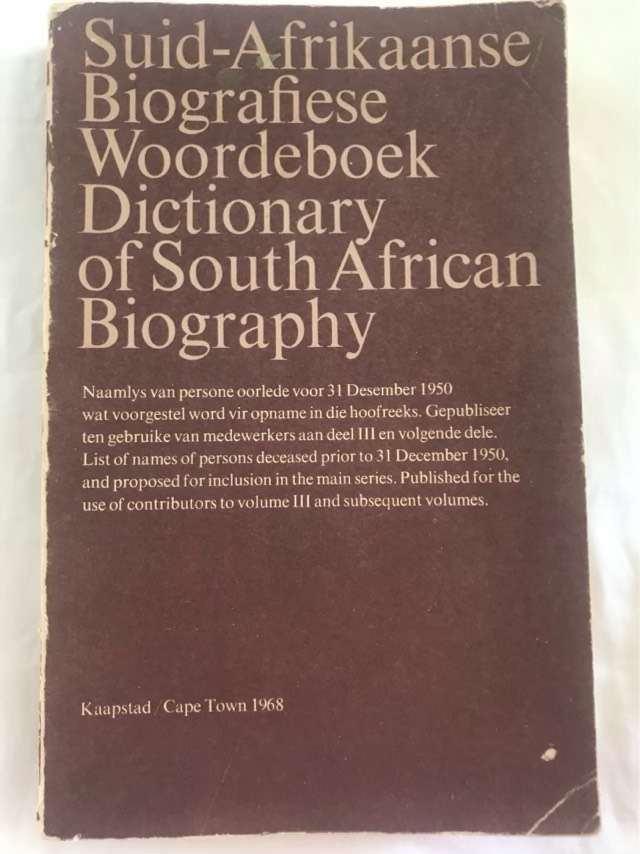 Suid-Afrikaanse
Biografiese
Woordeboek
Dictionary
of South African
Biography
Naamlys van persone oorlede voor 31 Desember 1950
wat voorgestel word vir opname in die hoofreeks. Gepubliseer
ten gebruike van medewerkers aan deel III en volgende dele.
List of names of persons deceased prior to 31 December 1950,
and proposed for inclusion in the main series. Published for the
use of contributors to volume III and subsequent volumes.
Kaapstad / Cape Town 1968